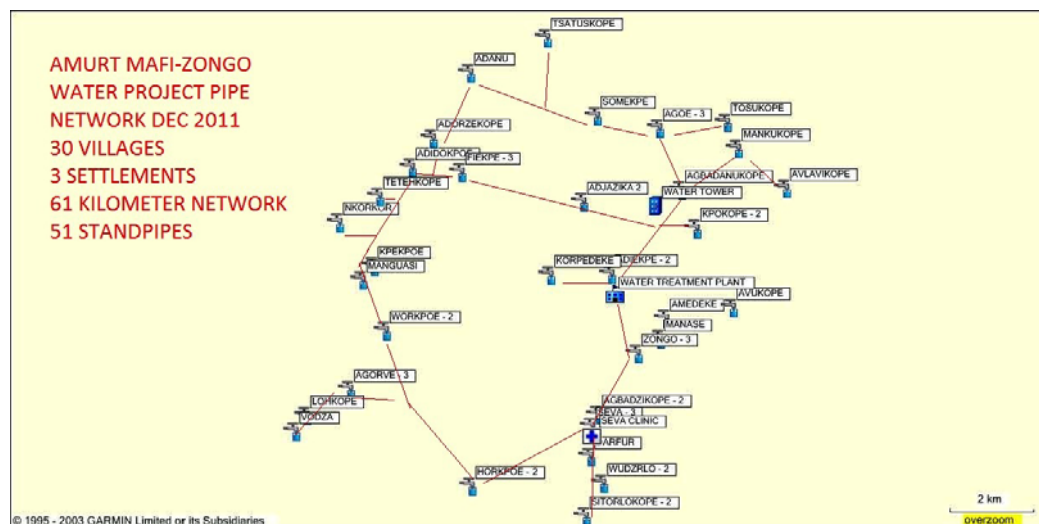 AMURT MAFI-ZONGO
WATER PROJECT PIPE
NETWORK DEC 2011
30 VILLAGES
3 SETTLEMENTS
61 KILOMETER NETWORK
51 STANDPIPES
TSATUSKOPE
ADANU
SOMEKPE
AGOE - 3
TOSUKOPE
ADORZEKOPE
MANKUKOPE
ADIDOKPOE
FIEKPE - 3
AGBADANUKOPE
AVLAVIKOPE
TETEHKOPE
ADJAZIKA 2
WATER TOWER
NKORKOR
KPOKOPE - 2
KPEKPOE
MANGUASI
KORPEDEKE
ADIEKPE - 2
WATER TREATMENT PLANT
AVUKOPE
AMEDEKE
MANASE
WORKPOE - 2
ZONGO - 3
AGORVE - 3
LOHKOPE
VODZA
AGBADZIKOPE - 2
SEVA - 3
SEVA CLINIC
ARFUR
HORKPOE - 2
WUDZRLO - 2
SITORLOKOPE - 2
2 km
overzoom
© 1995 - 2003 GARMIN Limited or its Subsidiaries